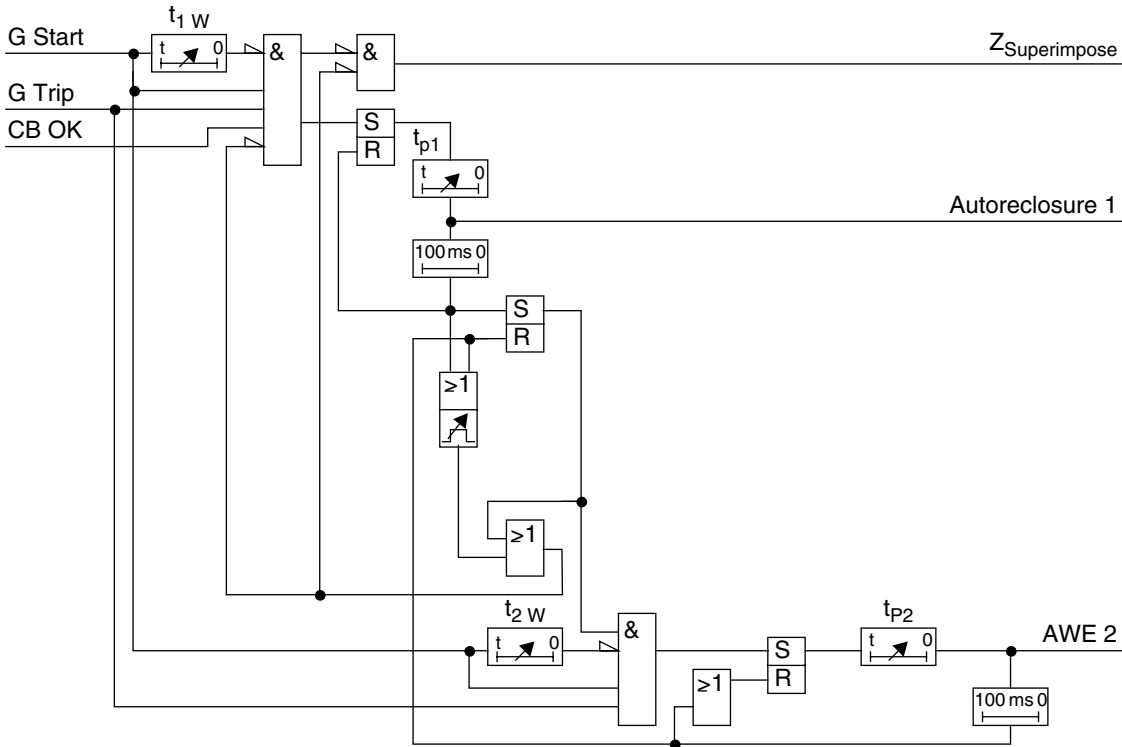 t1 W
G Start
t 0
&
&
ZSuperimpose
G Trip
CB OK
S
R
tp1
t 0
Autoreclosure 1
100 ms 0
S
R
≥1
≥1
t2 W
t 0
&
tP2
t 0
AWE 2
S
R
≥1
100 ms 0